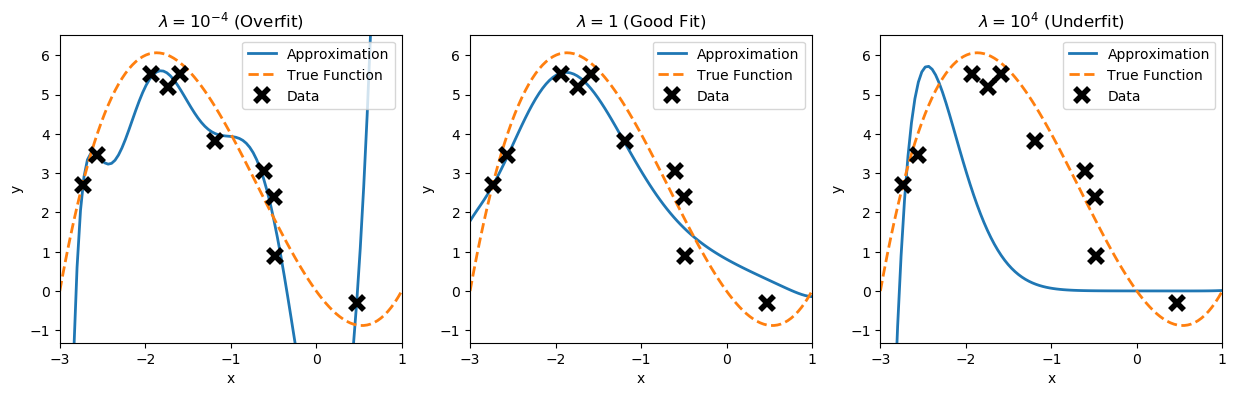 λ = 10⁻⁴ (Overfit)
6
5
4
3
2
1
0
−1
y
−3
−2
−1
0
1
x
Approximation
True Function
Data
λ = 1 (Good Fit)
6
5
4
3
2
1
0
−1
y
−3
−2
−1
0
1
x
Approximation
True Function
Data
λ = 10⁴ (Underfit)
6
5
4
3
2
1
0
−1
y
−3
−2
−1
0
1
x
Approximation
True Function
Data